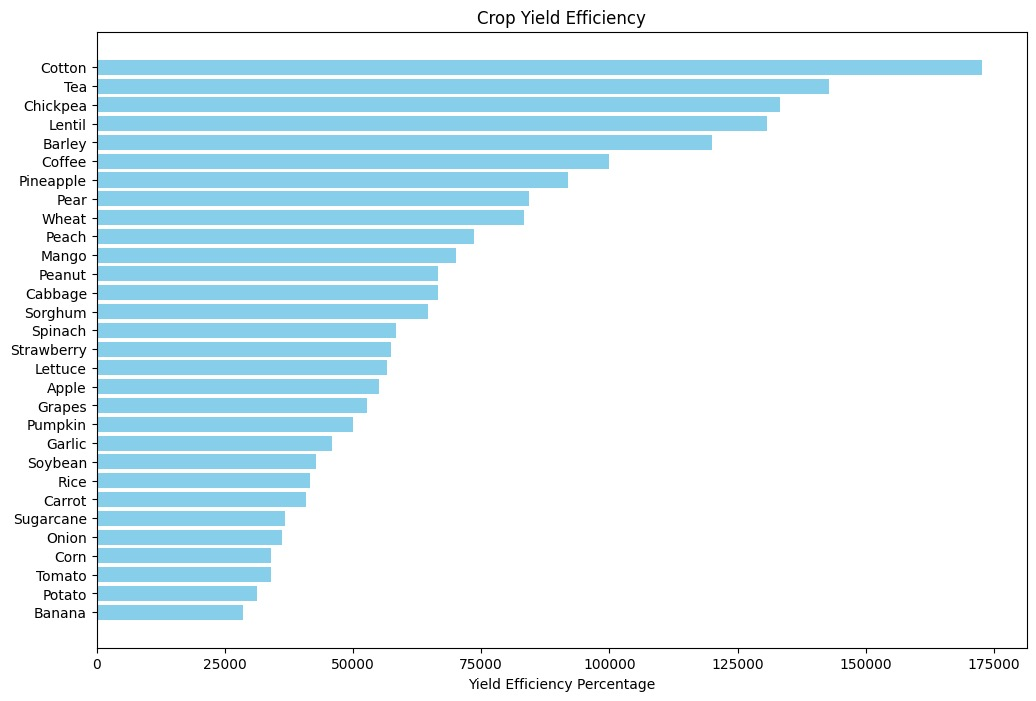 Crop Yield Efficiency
Cotton
Tea
Chickpea
Lentil
Barley
Coffee
Pineapple
Pear
Wheat
Peach
Mango
Peanut
Cabbage
Sorghum
Spinach
Strawberry
Lettuce
Apple
Grapes
Pumpkin
Garlic
Soybean
Rice
Carrot
Sugarcane
Onion
Corn
Tomato
Potato
Banana
0 25000 50000 75000 100000 125000 150000 175000
Yield Efficiency Percentage